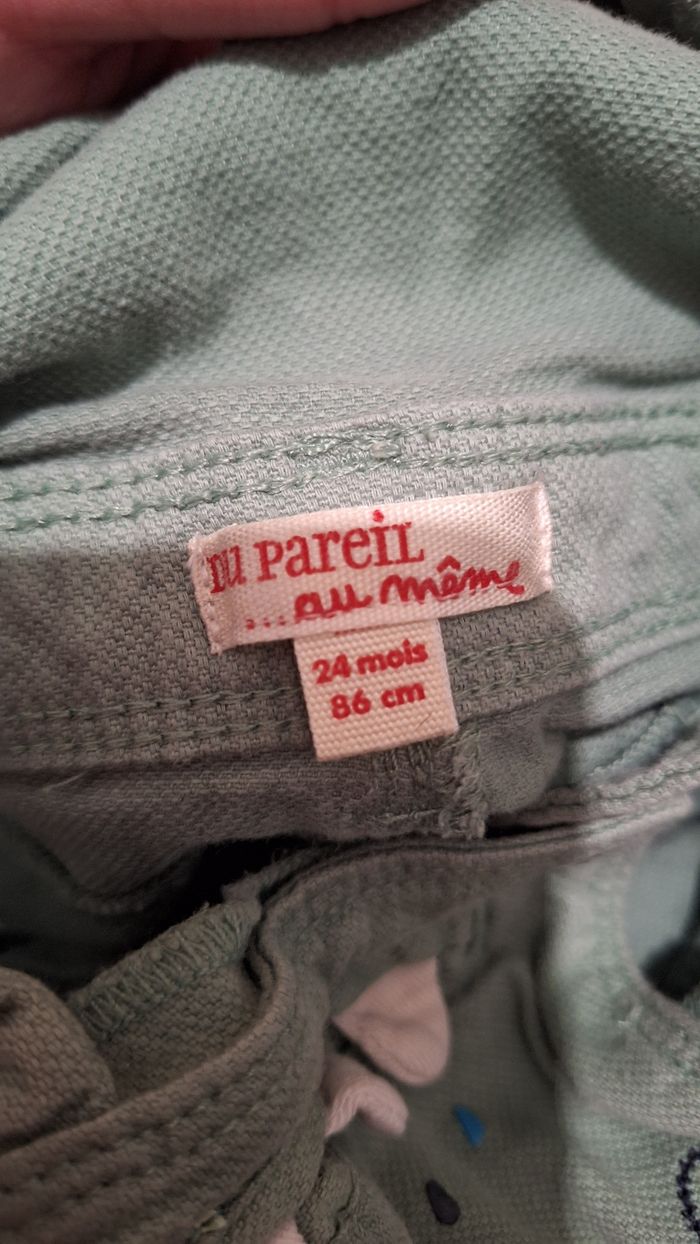 DU PAREIL
...au même
24 mois
86 cm